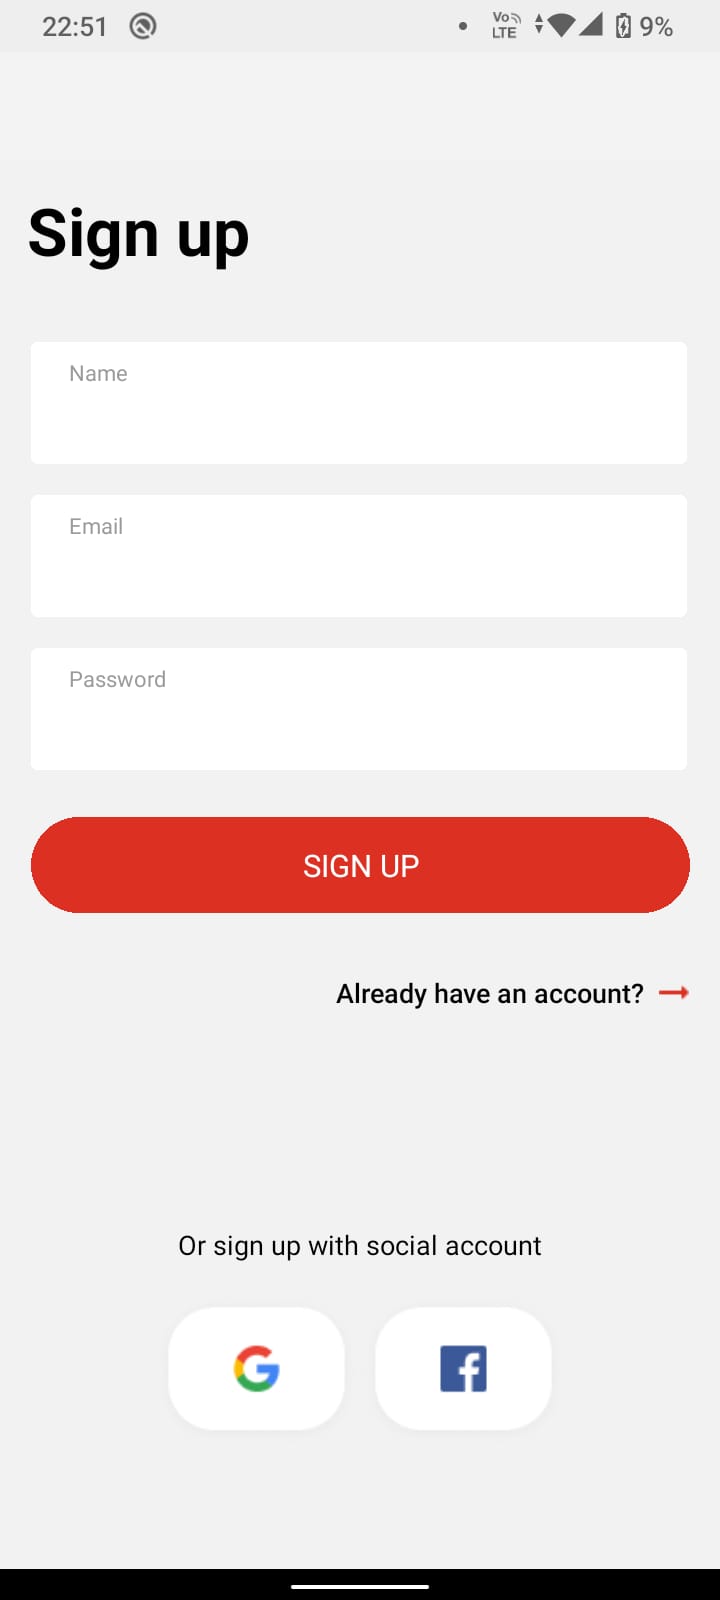 22:51
Vo
LTE
9%
Sign up
Name
Email
Password
SIGN UP
Already have an account?
Or sign up with social account